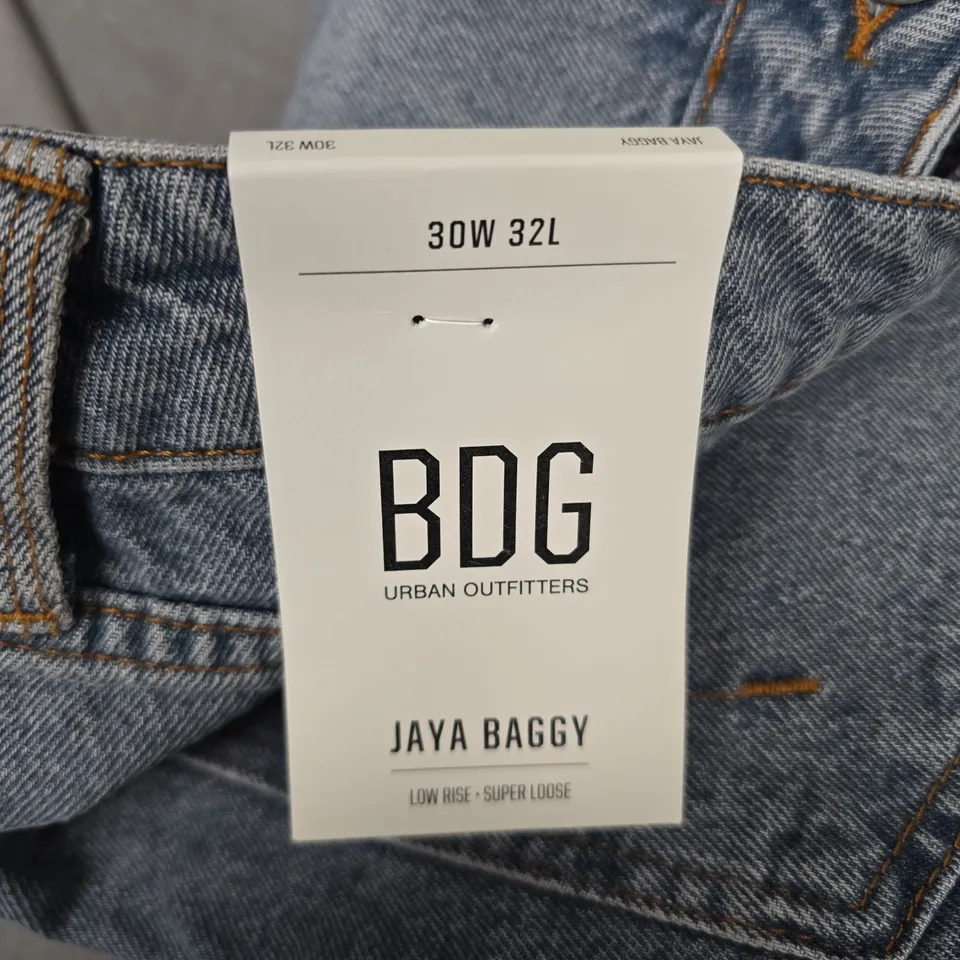 30W 32L
JAYA BAGGY
30W 32L
BDG
URBAN OUTFITTERS
JAYA BAGGY
LOW RISE • SUPER LOOSE